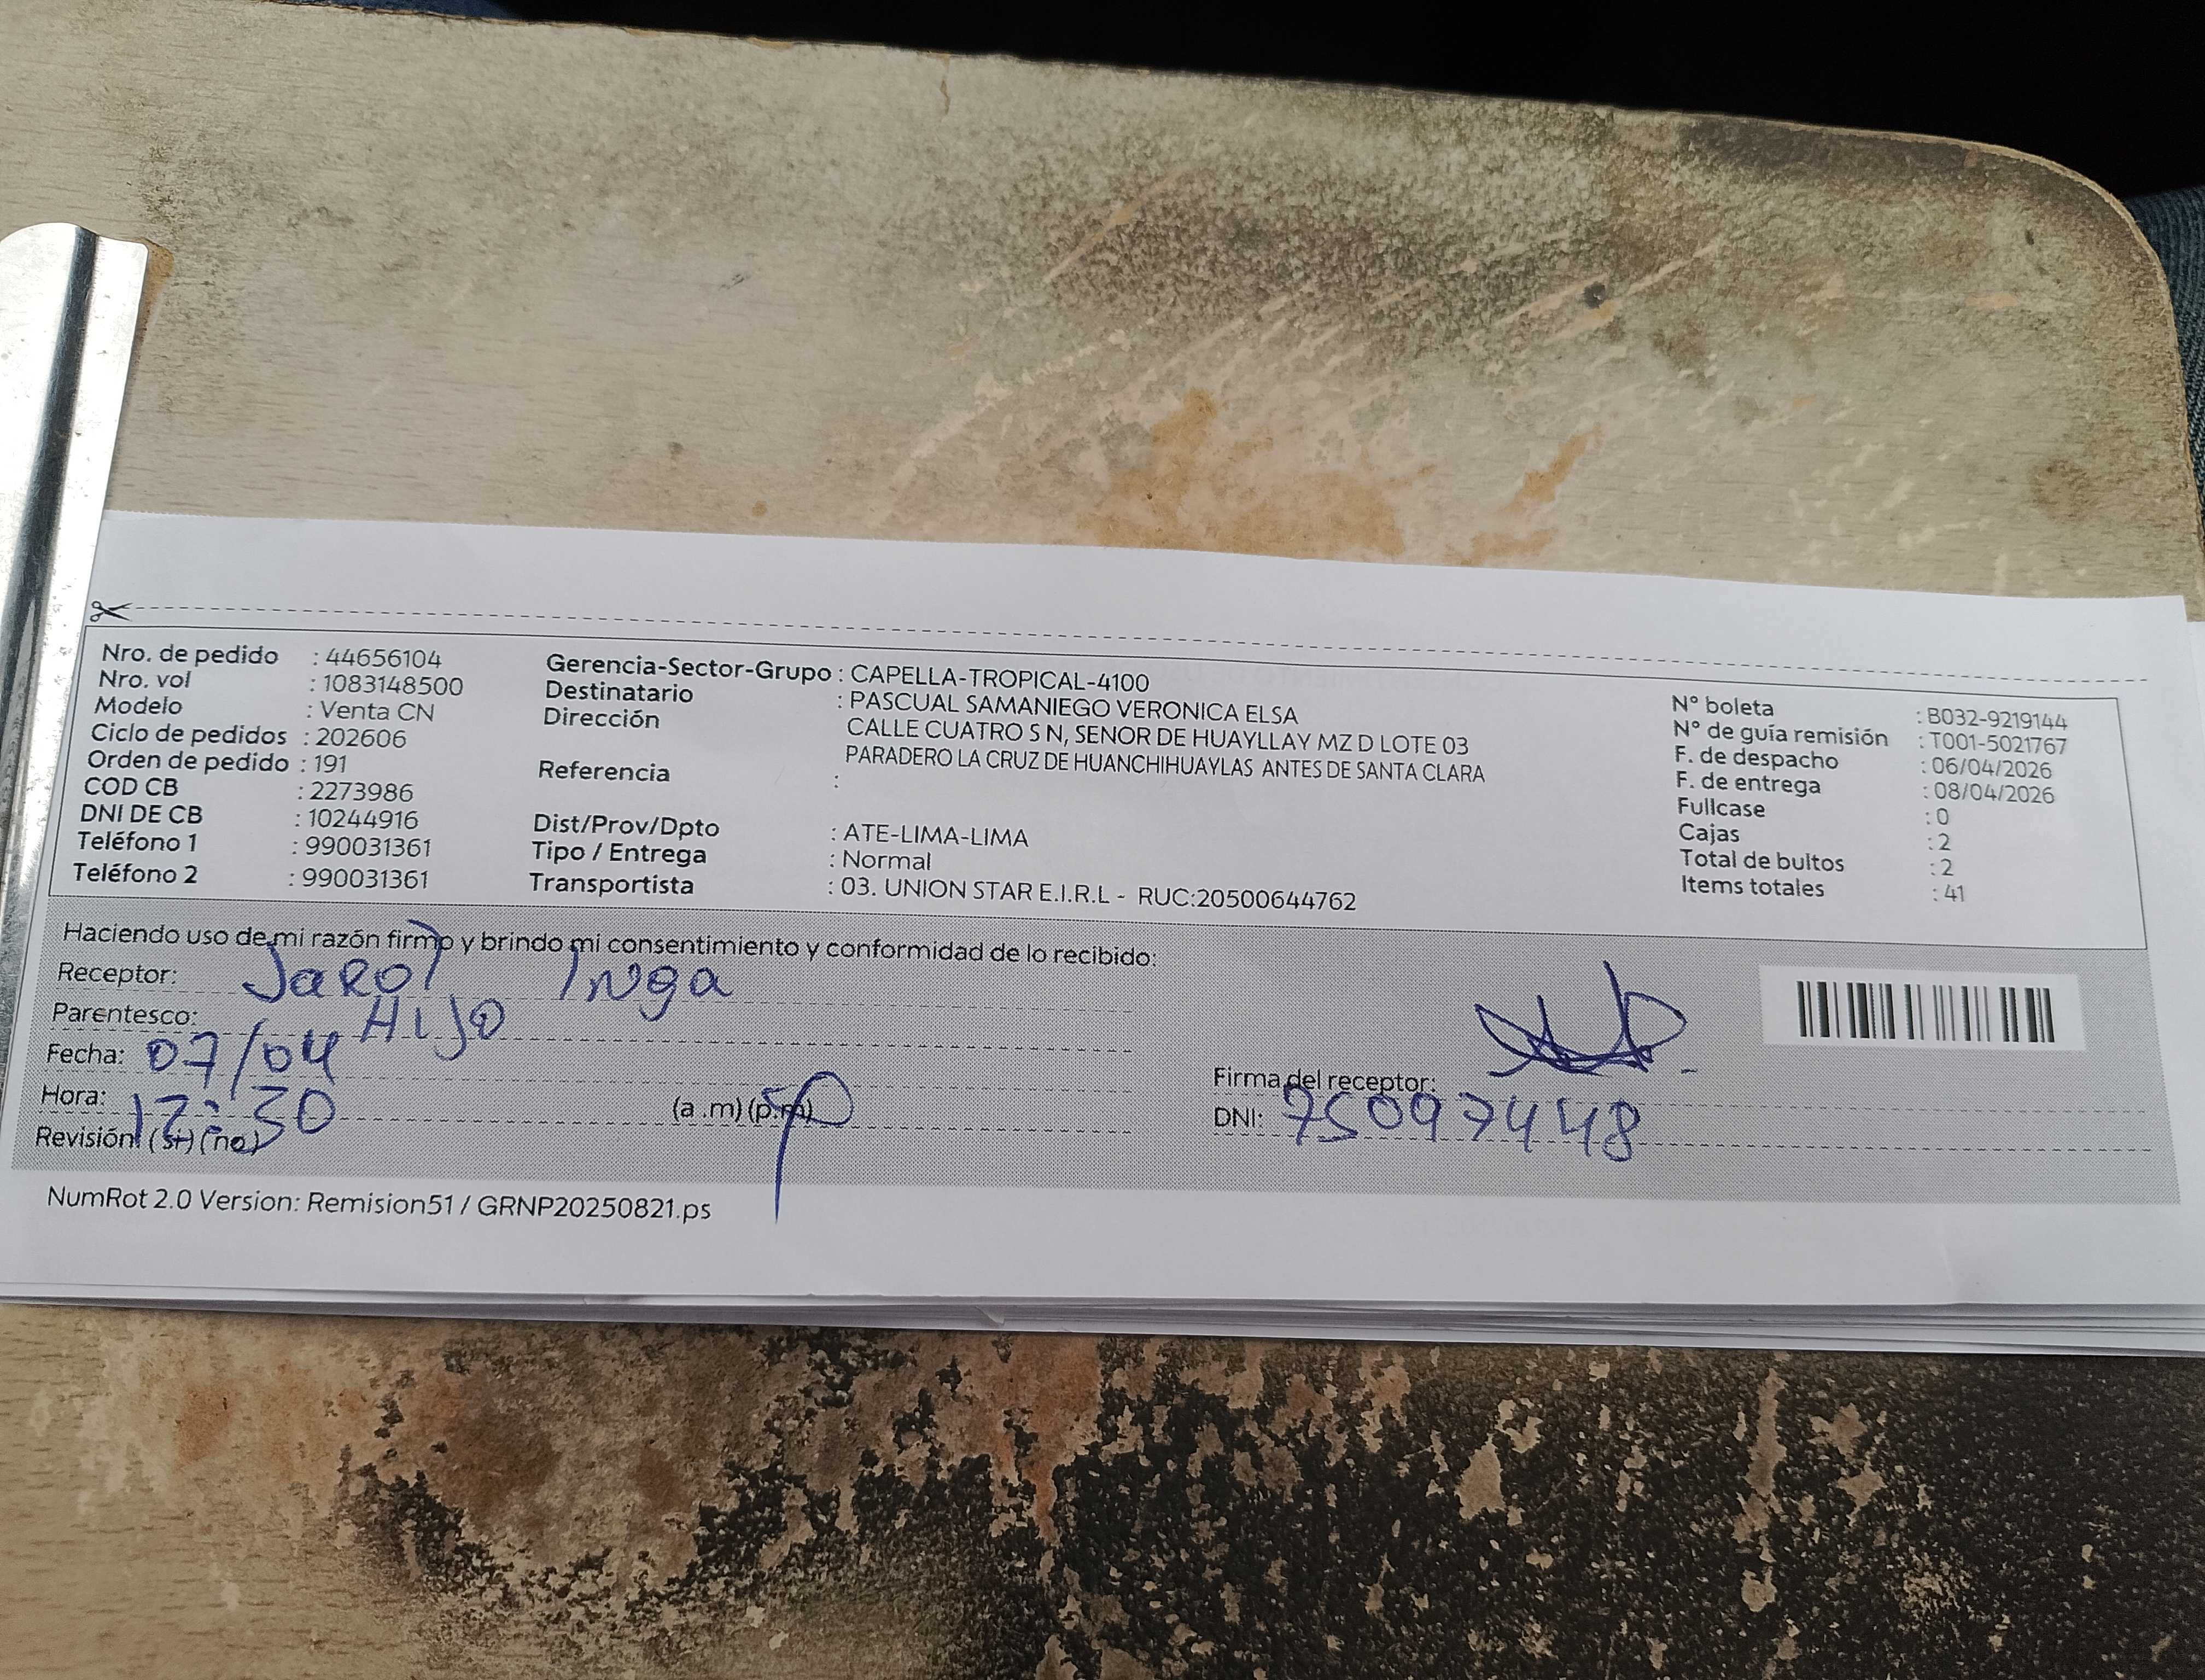 Nro. de pedido : 44656104
Nro. vol : 1083148500
Modelo : Venta CN
Ciclo de pedidos : 202606
Orden de pedido : 191
COD CB : 2273986
DNI DE CB : 10244916
Teléfono 1 : 990031361
Teléfono 2 : 990031361
Gerencia-Sector-Grupo : CAPELLA-TROPICAL-4100
Destinatario : PASCUAL SAMANIEGO VERONICA ELSA
Dirección CALLE CUATRO S N, SENOR DE HUAYLLAY MZ D LOTE 03
PARADERO LA CRUZ DE HUANCHIHUAYLAS ANTES DE SANTA CLARA
Referencia :
Dist/Prov/Dpto : ATE-LIMA-LIMA
Tipo / Entrega : Normal
Transportista : 03. UNION STAR E.I.R.L - RUC:20500644762
N° boleta : B032-9219144
N° de guía remisión : T001-5021767
F. de despacho : 06/04/2026
F. de entrega : 08/04/2026
Fullcase : 0
Cajas : 2
Total de bultos : 2
Items totales : 41
Haciendo uso de mi razón firmo y brindo mi consentimiento y conformidad de lo recibido:
Receptor: Jarol Inga
Parentesco: HIJO
Fecha: 07/04
Hora: 12:30 (a .m) (p.m)
Revisión: (si) (no)
Firma del receptor:
DNI: 75097448
NumRot 2.0 Version: Remision51 / GRNP20250821.ps